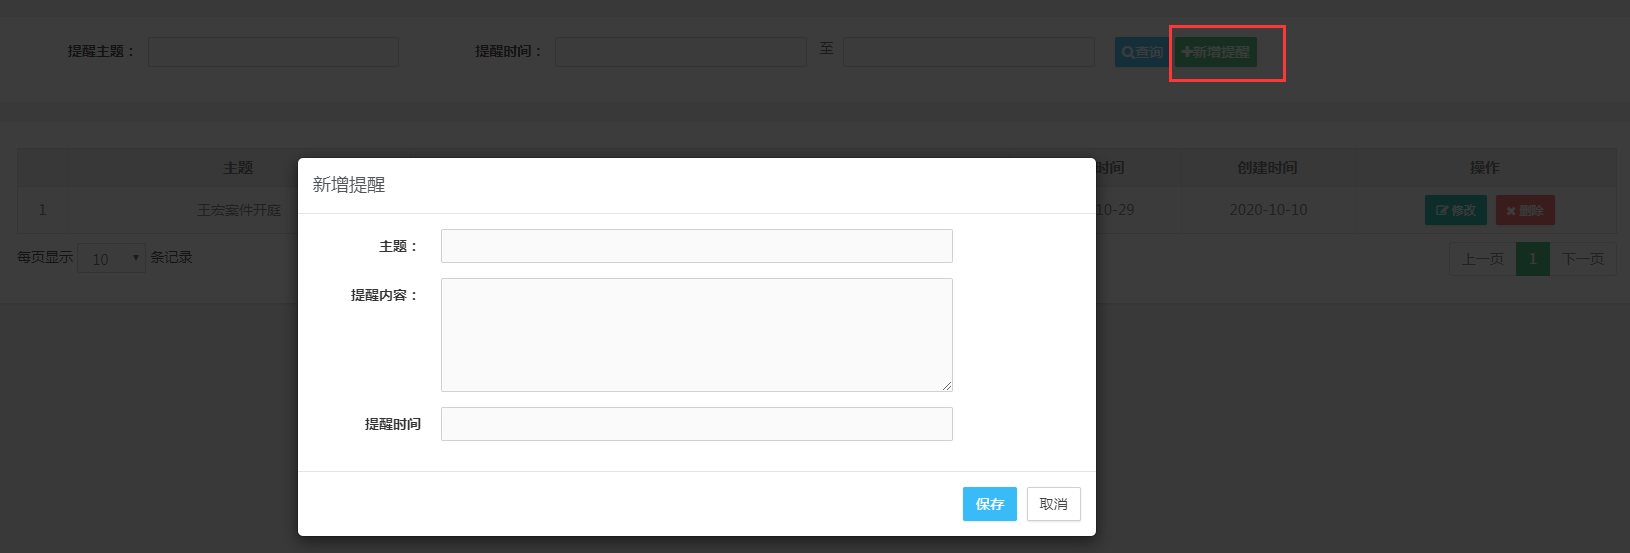 提醒主题： 提醒时间： 至 查询 新增提醒
主题 时间 创建时间 操作
1 王宏案件开庭 10-29 2020-10-10 修改 删除
每页显示 10 条记录 上一页 1 下一页
新增提醒
主题：
提醒内容：
提醒时间
保存 取消